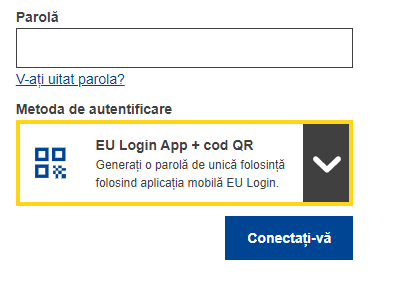 Parolă
V-ați uitat parola?
Metoda de autentificare
EU Login App + cod QR
Generați o parolă de unică folosință
folosind aplicația mobilă EU Login.
Conectați-vă